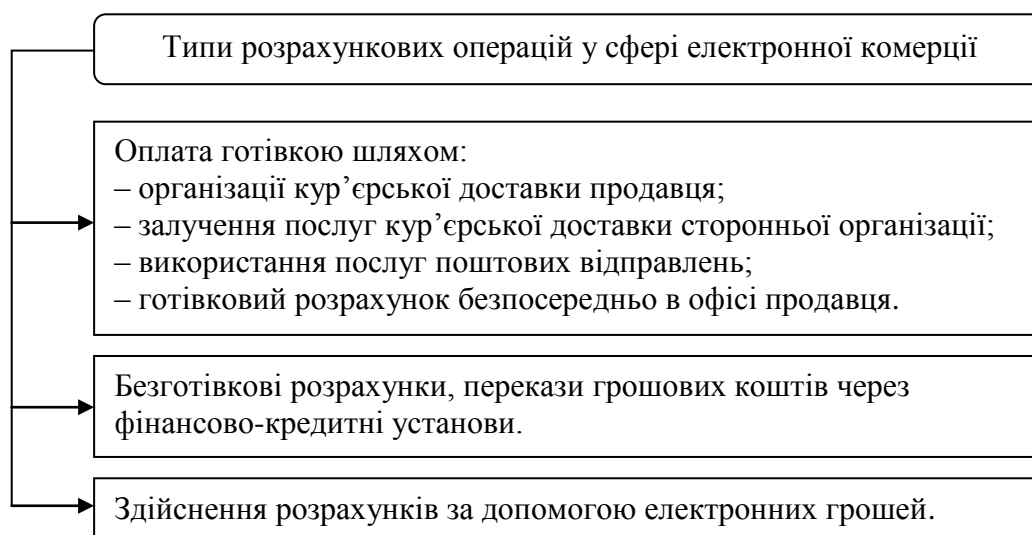 Типи розрахункових операцій у сфері електронної комерції
Оплата готівкою шляхом:
– організації кур’єрської доставки продавця;
– залучення послуг кур’єрської доставки сторонньої організації;
– використання послуг поштових відправлень;
– готівковий розрахунок безпосередньо в офісі продавця.
Безготівкові розрахунки, перекази грошових коштів через
фінансово-кредитні установи.
Здійснення розрахунків за допомогою електронних грошей.